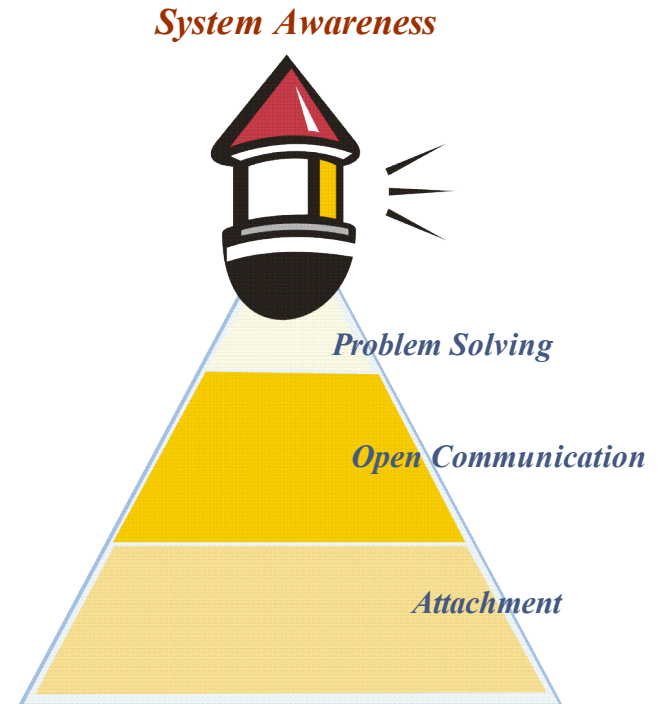 System Awareness
Problem Solving
Open Communication
Attachment